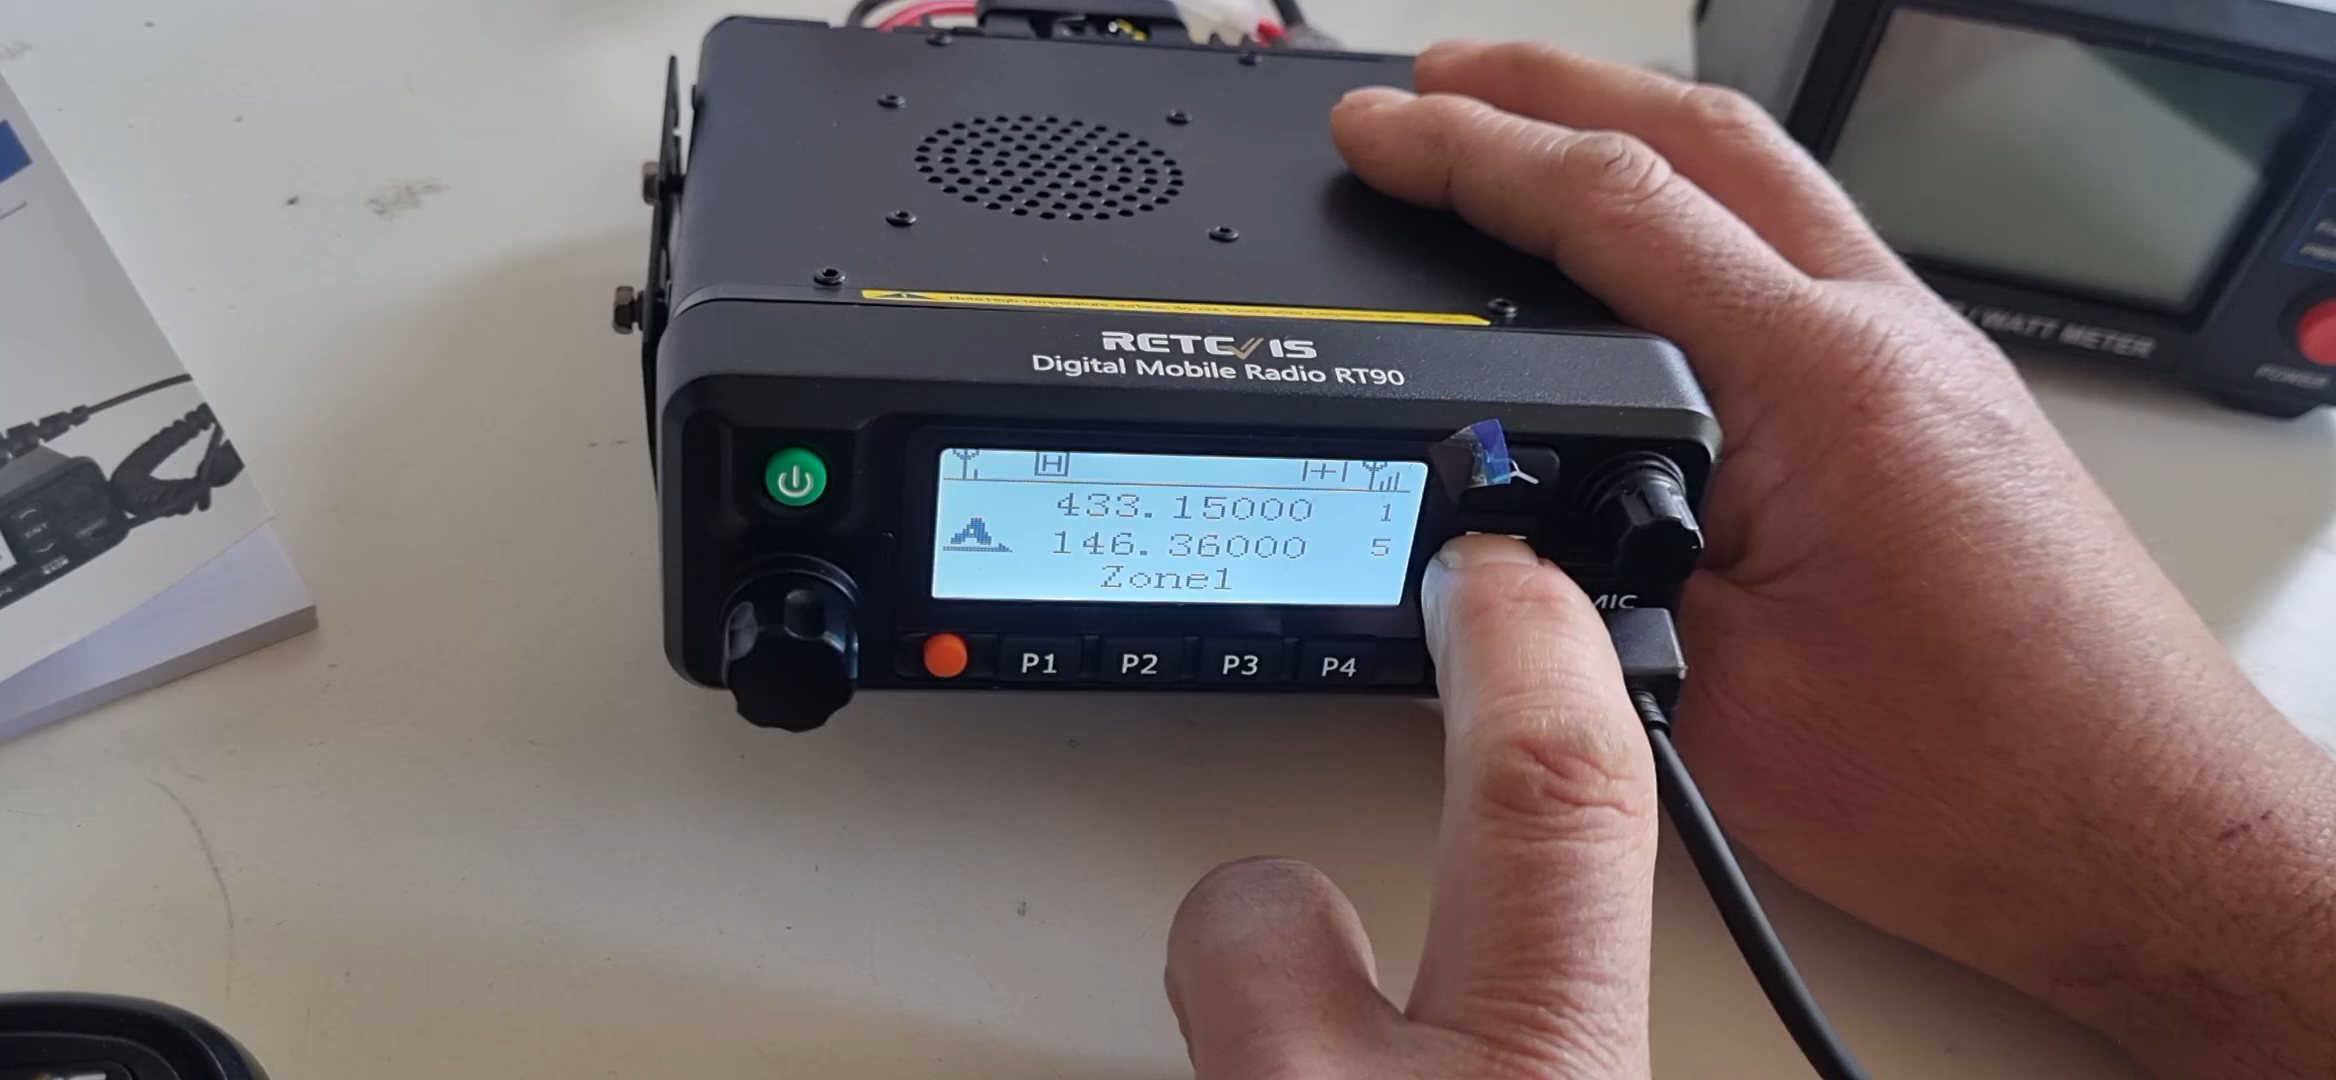 RETEVIS
Digital Mobile Radio RT90
H
433.15000 1
A
146.36000 5
Zone1
P1 P2 P3 P4
MIC
WATT METER
POWER